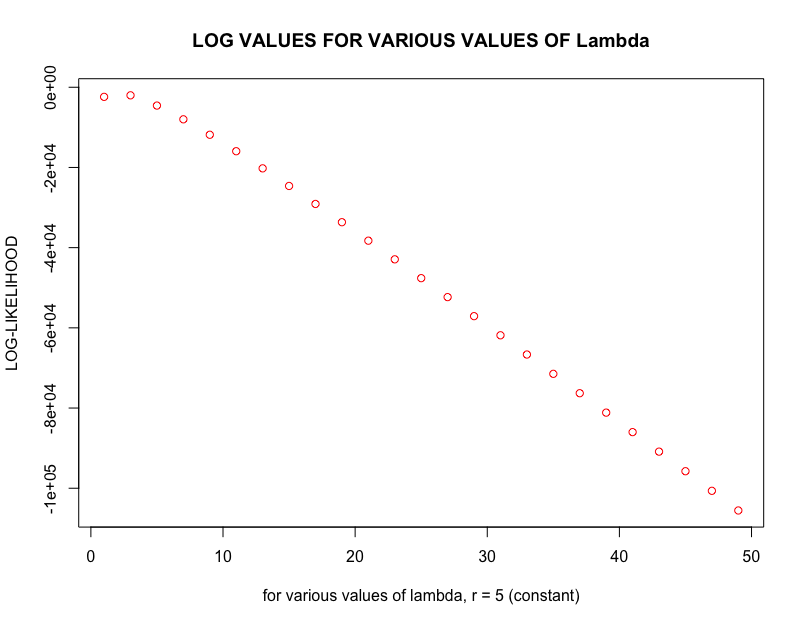 LOG VALUES FOR VARIOUS VALUES OF Lambda
LOG-LIKELIHOOD
0e+00
-2e+04
-4e+04
-6e+04
-8e+04
-1e+05
0 10 20 30 40 50
for various values of lambda, r = 5 (constant)